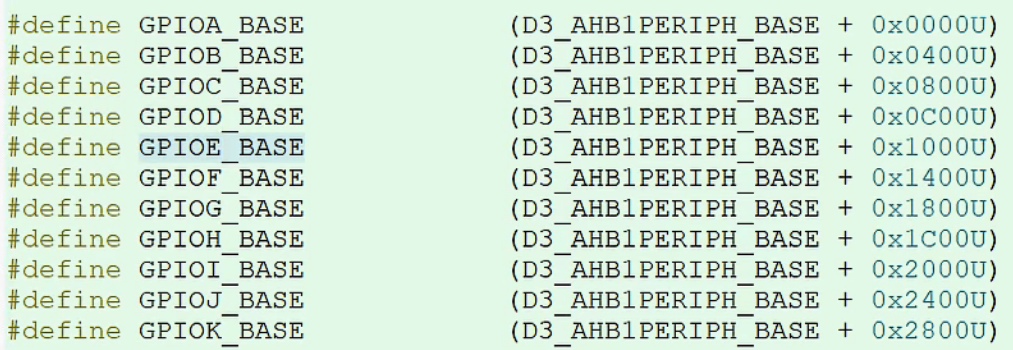 #define GPIOA_BASE (D3_AHB1PERIPH_BASE + 0x0000U)
#define GPIOB_BASE (D3_AHB1PERIPH_BASE + 0x0400U)
#define GPIOC_BASE (D3_AHB1PERIPH_BASE + 0x0800U)
#define GPIOD_BASE (D3_AHB1PERIPH_BASE + 0x0C00U)
#define GPIOE_BASE (D3_AHB1PERIPH_BASE + 0x1000U)
#define GPIOF_BASE (D3_AHB1PERIPH_BASE + 0x1400U)
#define GPIOG_BASE (D3_AHB1PERIPH_BASE + 0x1800U)
#define GPIOH_BASE (D3_AHB1PERIPH_BASE + 0x1C00U)
#define GPIOI_BASE (D3_AHB1PERIPH_BASE + 0x2000U)
#define GPIOJ_BASE (D3_AHB1PERIPH_BASE + 0x2400U)
#define GPIOK_BASE (D3_AHB1PERIPH_BASE + 0x2800U)